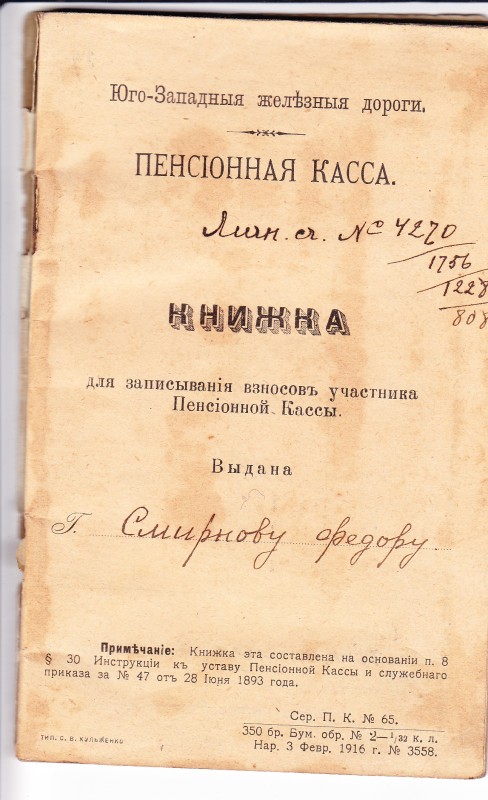 Юго-Западныя желѣзныя дороги.
ПЕНСІОННАЯ КАССА.
Личн. сч. № 4270
1756
1228
808
КНИЖКА
для записыванія взносовъ участника
Пенсіонной Кассы.
Выдана
Г. Смирнову Федору
Примѣчаніе: Книжка эта составлена на основаніи п. 8
§ 30 Инструкціи къ уставу Пенсіонной Кассы и служебнаго
приказа за № 47 отъ 28 Іюня 1893 года.
Сер. П. К. № 65.
350 бр. Бум. обр. № 2—1/32 к. л.
Нар. 3 Февр. 1916 г. № 3558.
ТИП. С. В. КУЛЬЖЕНКО